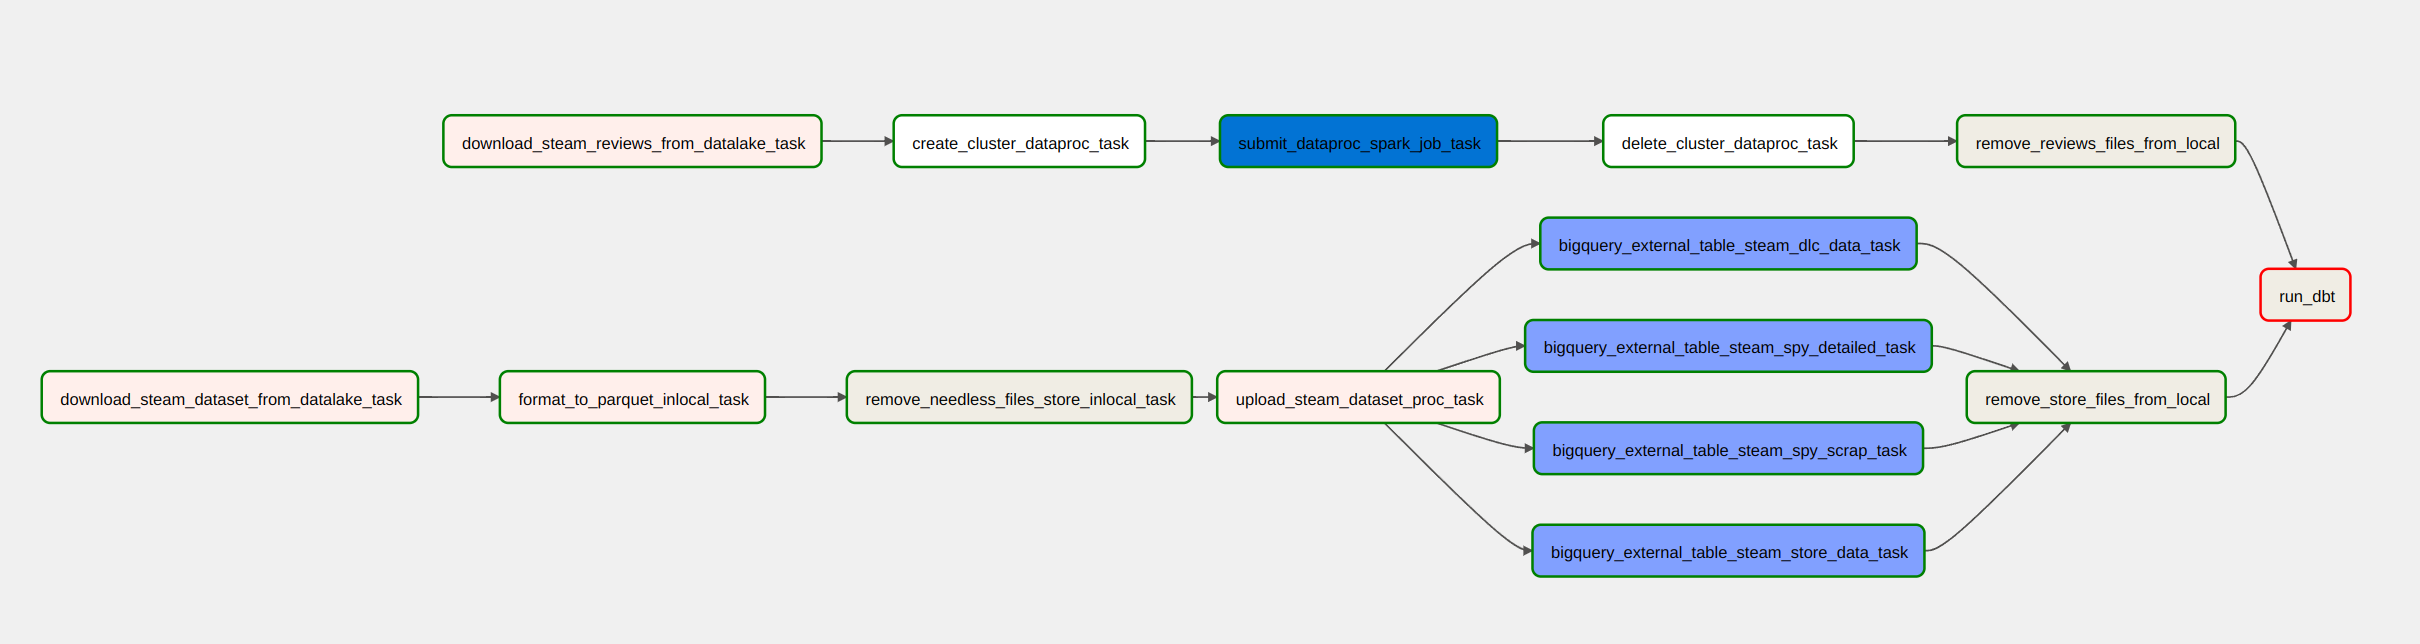 download_steam_reviews_from_datalake_task
create_cluster_dataproc_task
submit_dataproc_spark_job_task
delete_cluster_dataproc_task
remove_reviews_files_from_local
bigquery_external_table_steam_dlc_data_task
run_dbt
bigquery_external_table_steam_spy_detailed_task
download_steam_dataset_from_datalake_task
format_to_parquet_inlocal_task
remove_needless_files_store_inlocal_task
upload_steam_dataset_proc_task
remove_store_files_from_local
bigquery_external_table_steam_spy_scrap_task
bigquery_external_table_steam_store_data_task